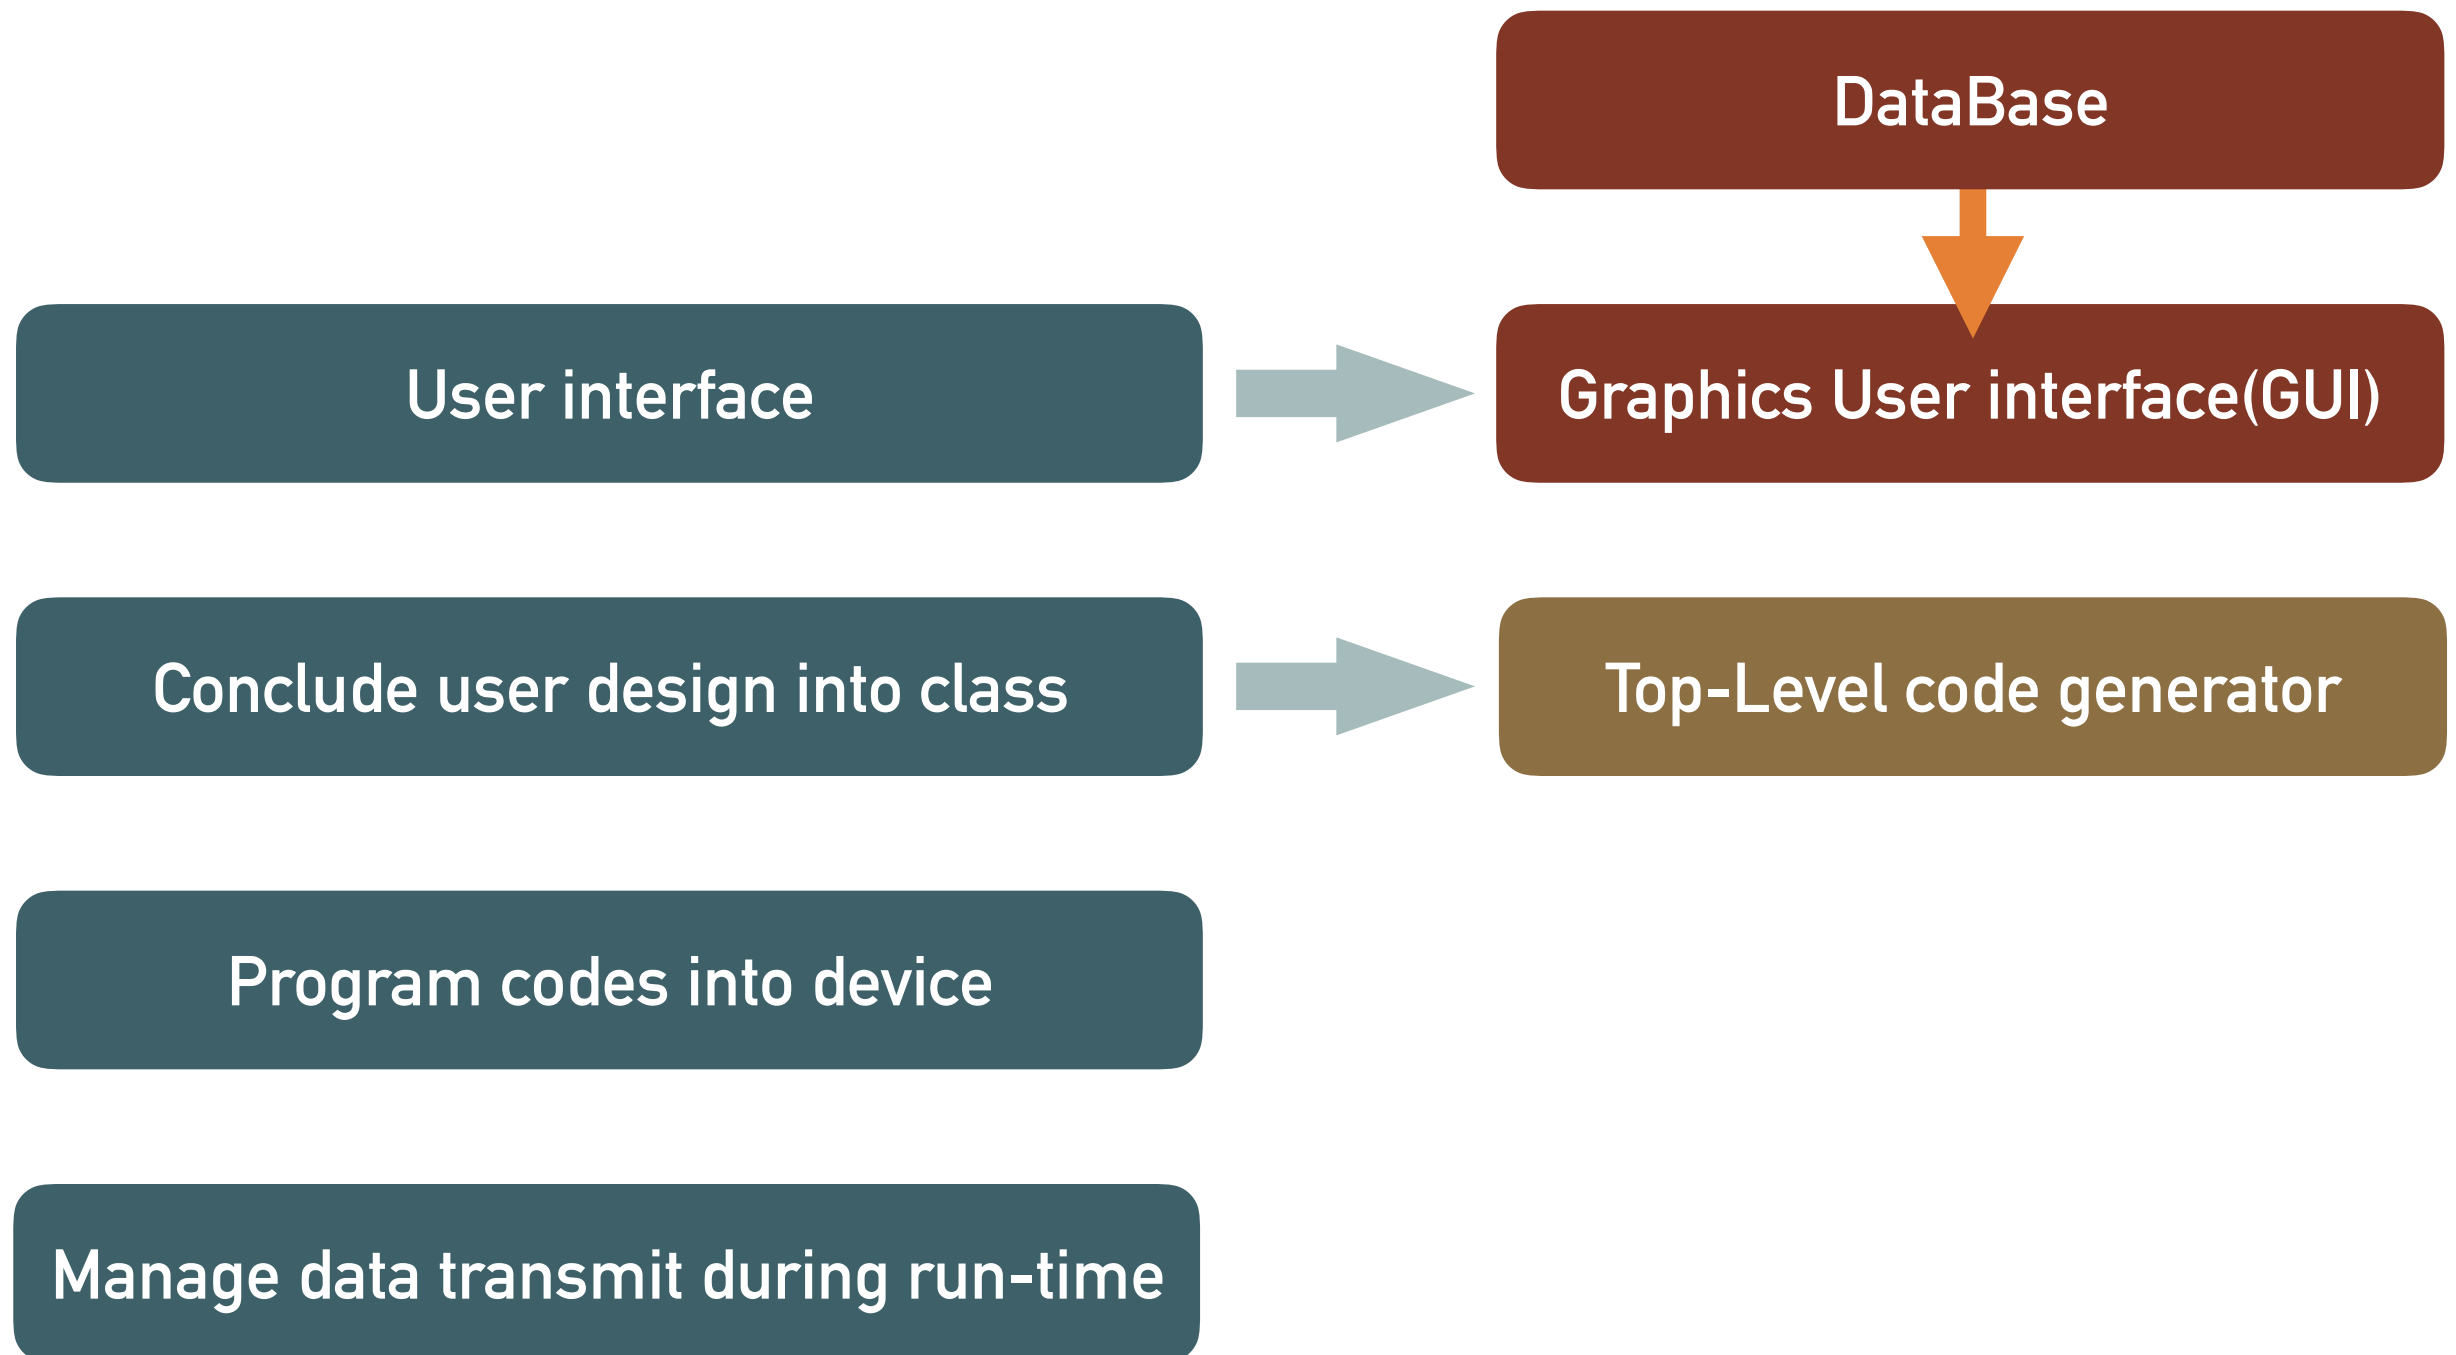 DataBase
User interface
Graphics User interface(GUI)
Conclude user design into class
Top-Level code generator
Program codes into device
Manage data transmit during run-time